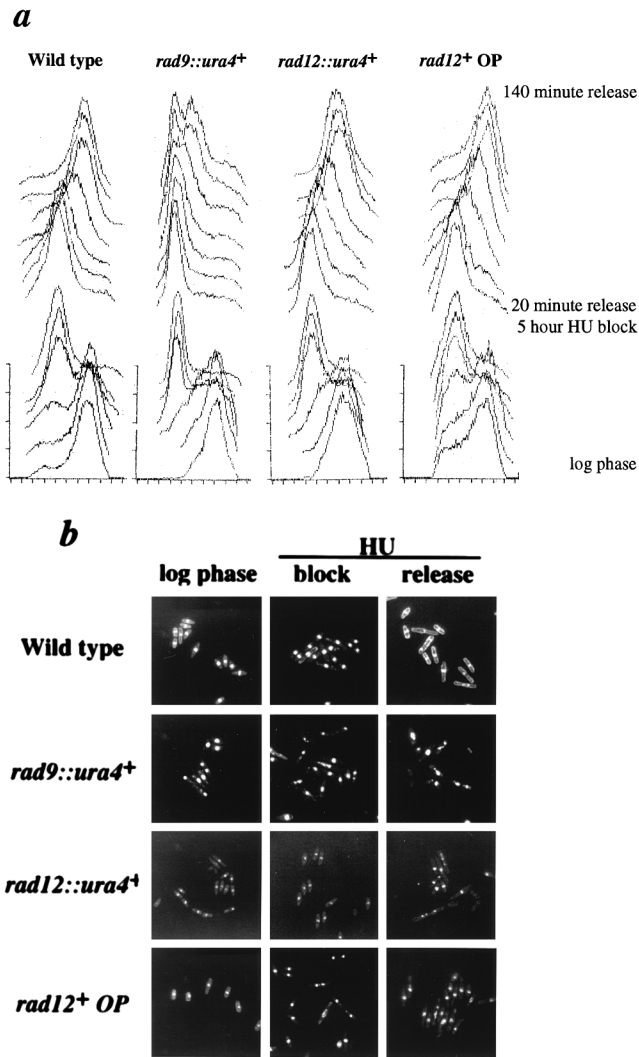 a
Wild type rad9::ura4+ rad12::ura4+ rad12+ OP
140 minute release
20 minute release
5 hour HU block
log phase
b
HU
log phase block release
Wild type
rad9::ura4+
rad12::ura4+
rad12+ OP